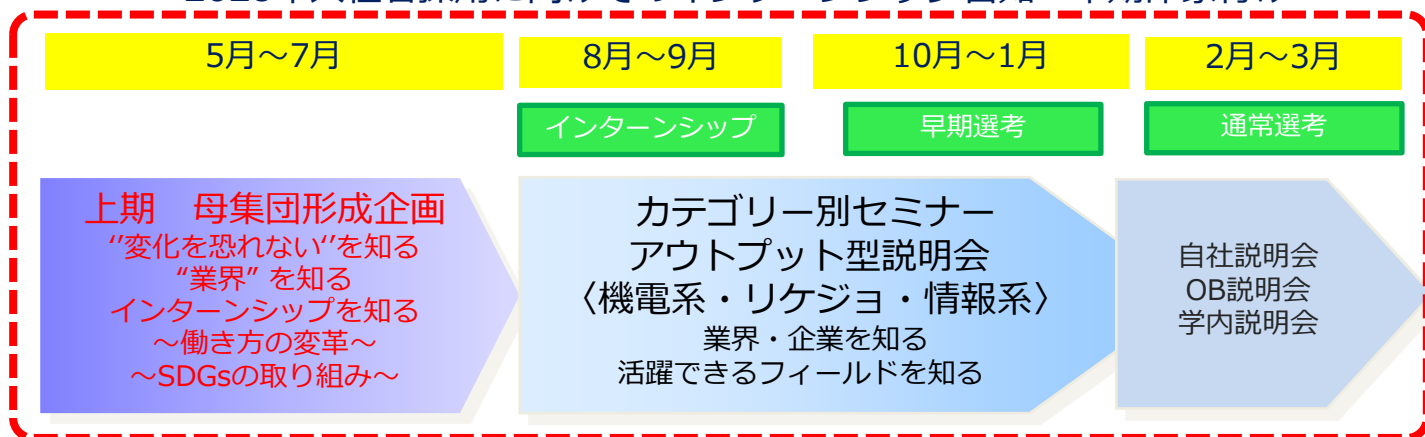 5月～7月
8月～9月
10月～1月
2月～3月
インターンシップ
早期選考
通常選考
上期　母集団形成企画
‘’変化を恐れない‘’を知る
“業界” を知る
インターンシップを知る
～働き方の変革～
～SDGsの取り組み～
カテゴリー別セミナー
アウトプット型説明会
〈機電系・リケジョ・情報系〉
業界・企業を知る
活躍できるフィールドを知る
自社説明会
OB説明会
学内説明会